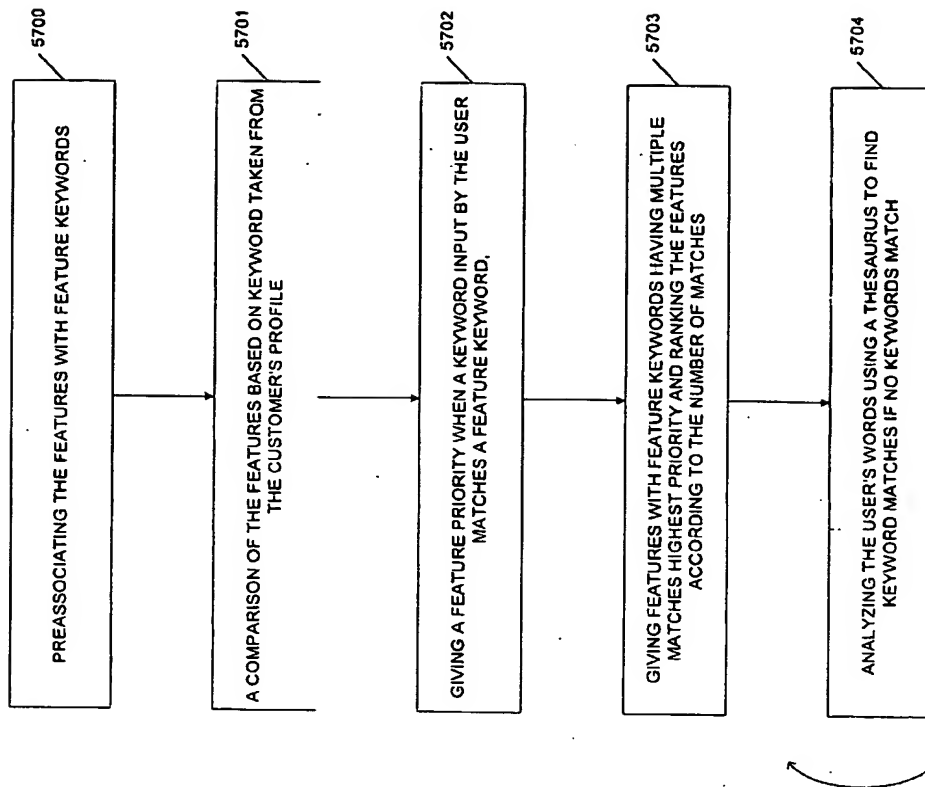 5700
PREASSOCIATING THE FEATURES WITH FEATURE KEYWORDS
5701
A COMPARISON OF THE FEATURES BASED ON KEYWORD TAKEN FROM
THE CUSTOMER'S PROFILE
5702
GIVING A FEATURE PRIORITY WHEN A KEYWORD INPUT BY THE USER
MATCHES A FEATURE KEYWORD,
5703
GIVING FEATURES WITH FEATURE KEYWORDS HAVING MULTIPLE
MATCHES HIGHEST PRIORITY AND RANKING THE FEATURES
ACCORDING TO THE NUMBER OF MATCHES
5704
ANALYZING THE USER'S WORDS USING A THESAURUS TO FIND
KEYWORD MATCHES IF NO KEYWORDS MATCH